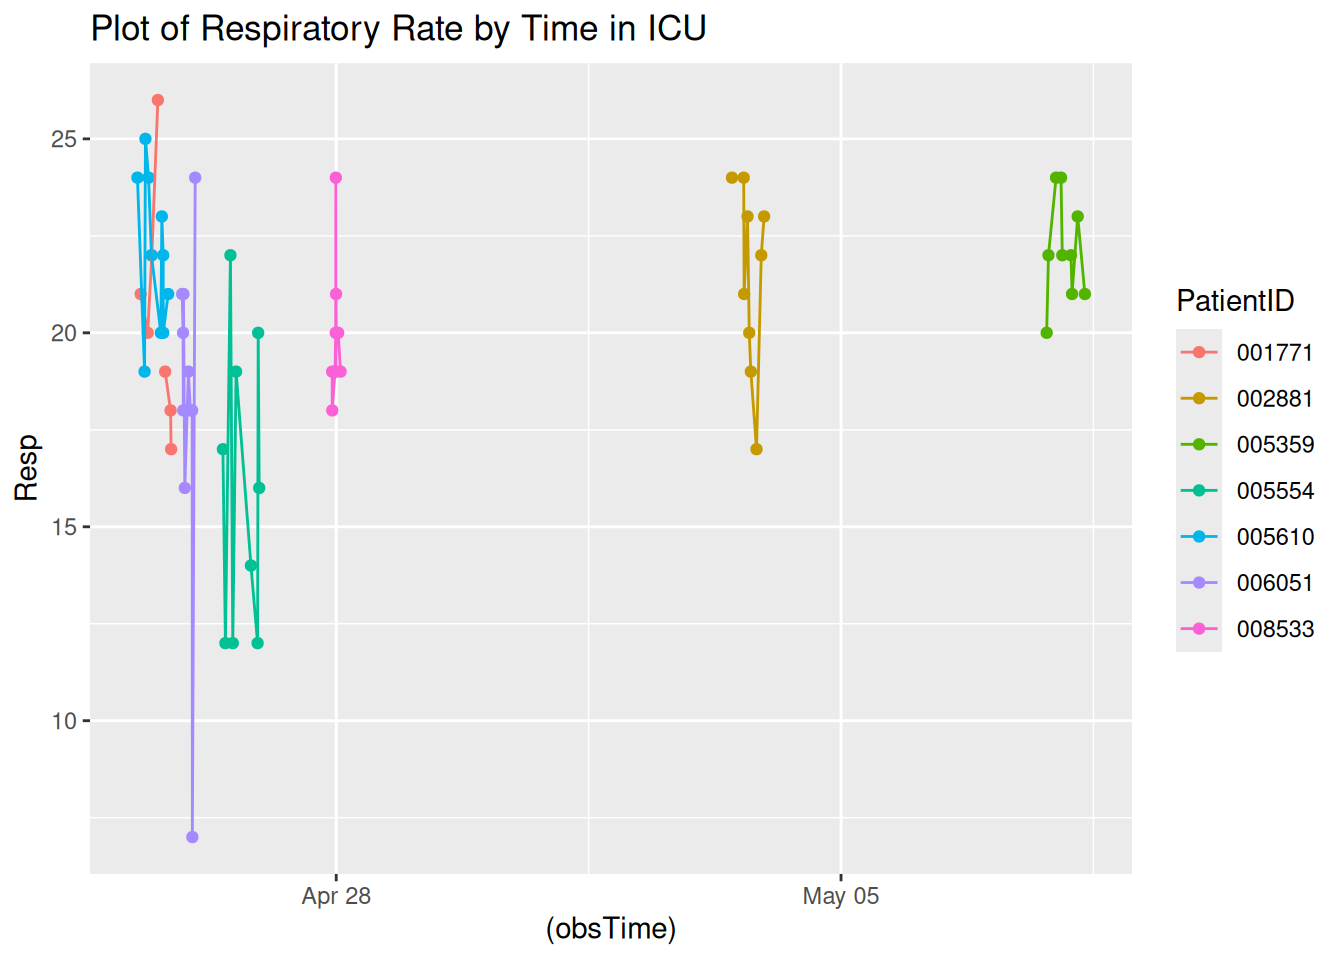 Plot of Respiratory Rate by Time in ICU
25
20
15
10
Resp
Apr 28
May 05
(obsTime)
PatientID
001771
002881
005359
005554
005610
006051
008533